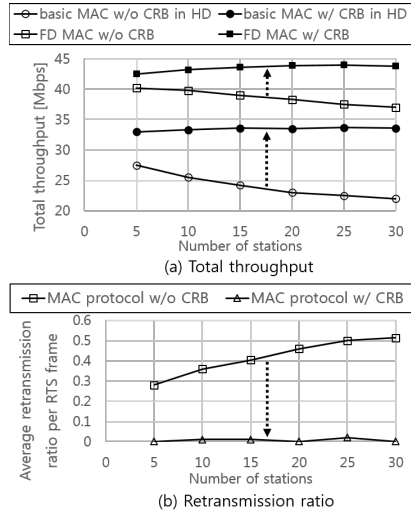 basic MAC w/o CRB in HD
basic MAC w/ CRB in HD
FD MAC w/o CRB
FD MAC w/ CRB
Total throughput [Mbps]
45
40
35
30
25
20
0 5 10 15 20 25 30
Number of stations
(a) Total throughput
MAC protocol w/o CRB
MAC protocol w/ CRB
Average retransmission
ratio per RTS frame
0.6
0.5
0.4
0.3
0.2
0.1
0
0 5 10 15 20 25 30
Number of stations
(b) Retransmission ratio